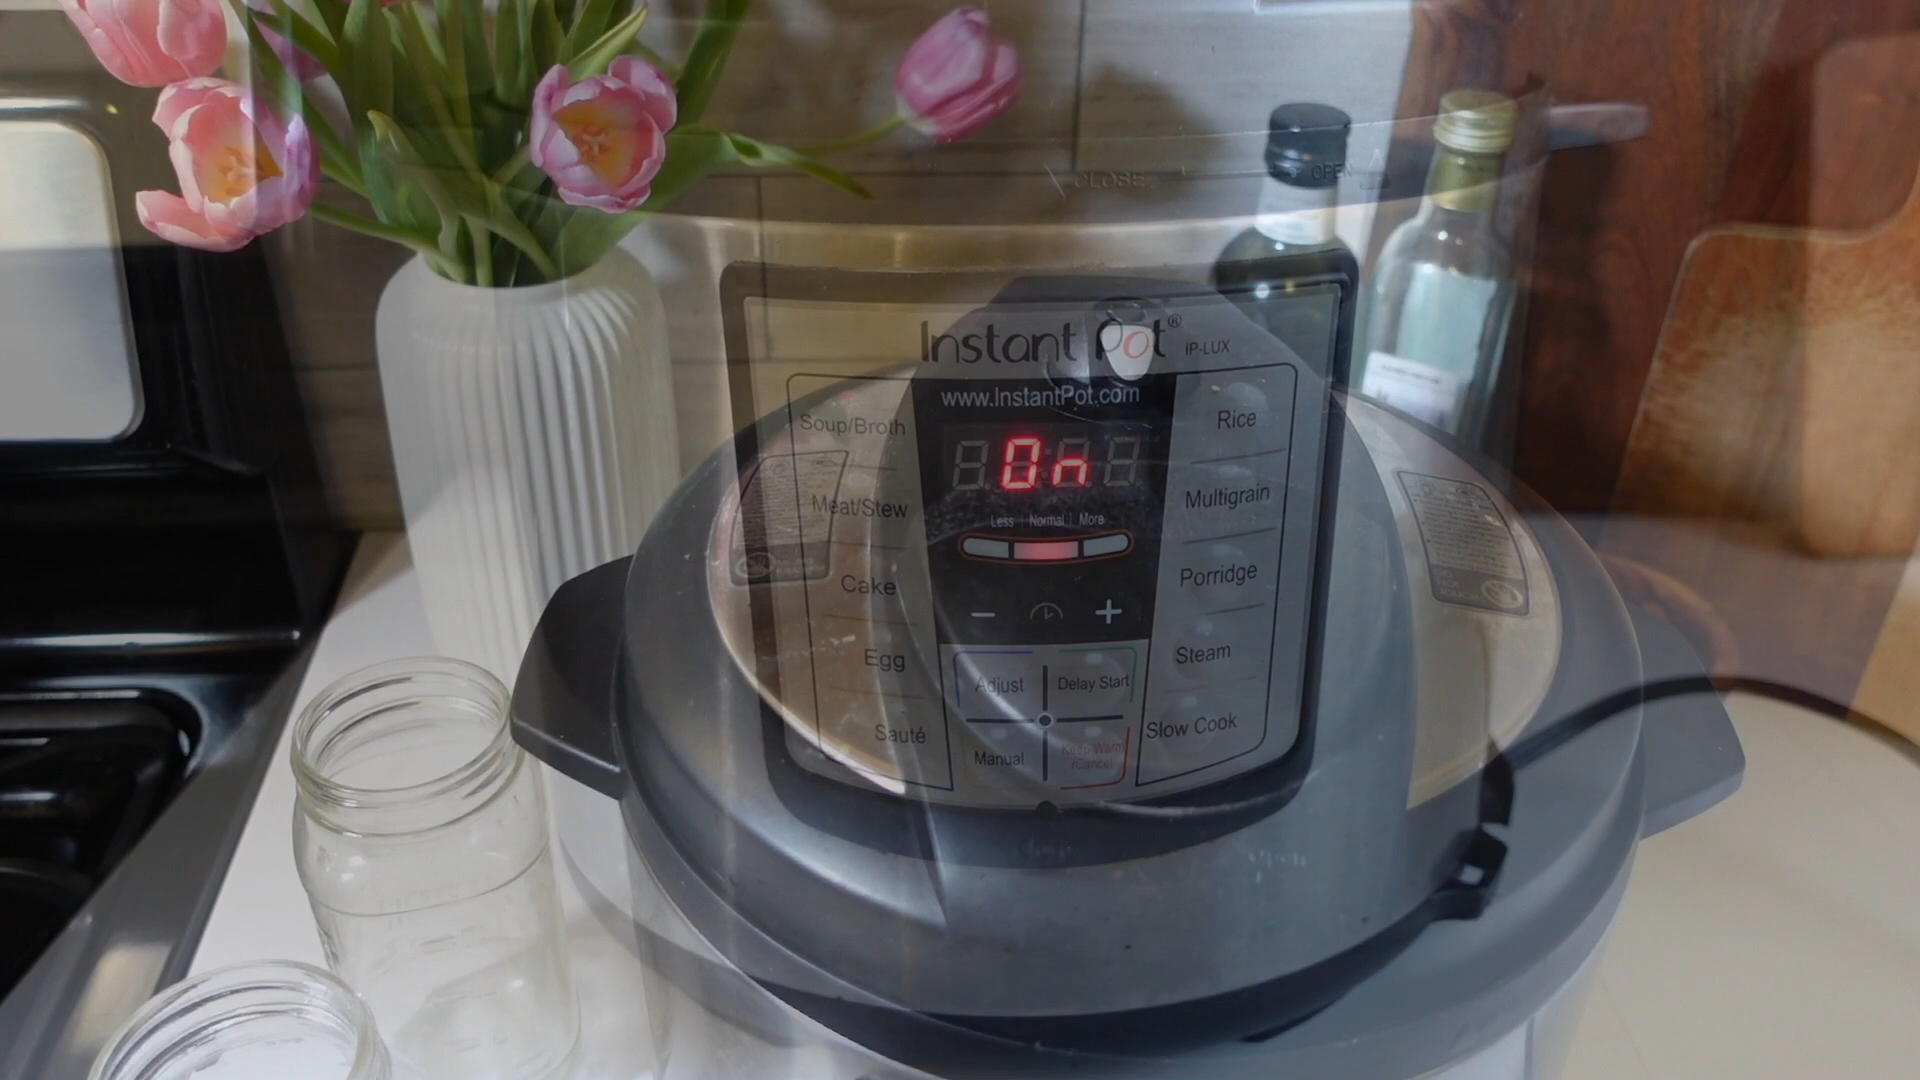 CLOSE
OPEN
Instant Pot®
IP-LUX
www.InstantPot.com
Soup/Broth
Rice
On
Meat/Stew
Multigrain
Less | Normal | More
Cake
Porridge
− +
Egg
Steam
Adjust
Delay Start
Sauté
Slow Cook
Manual
Keep Warm
/Cancel